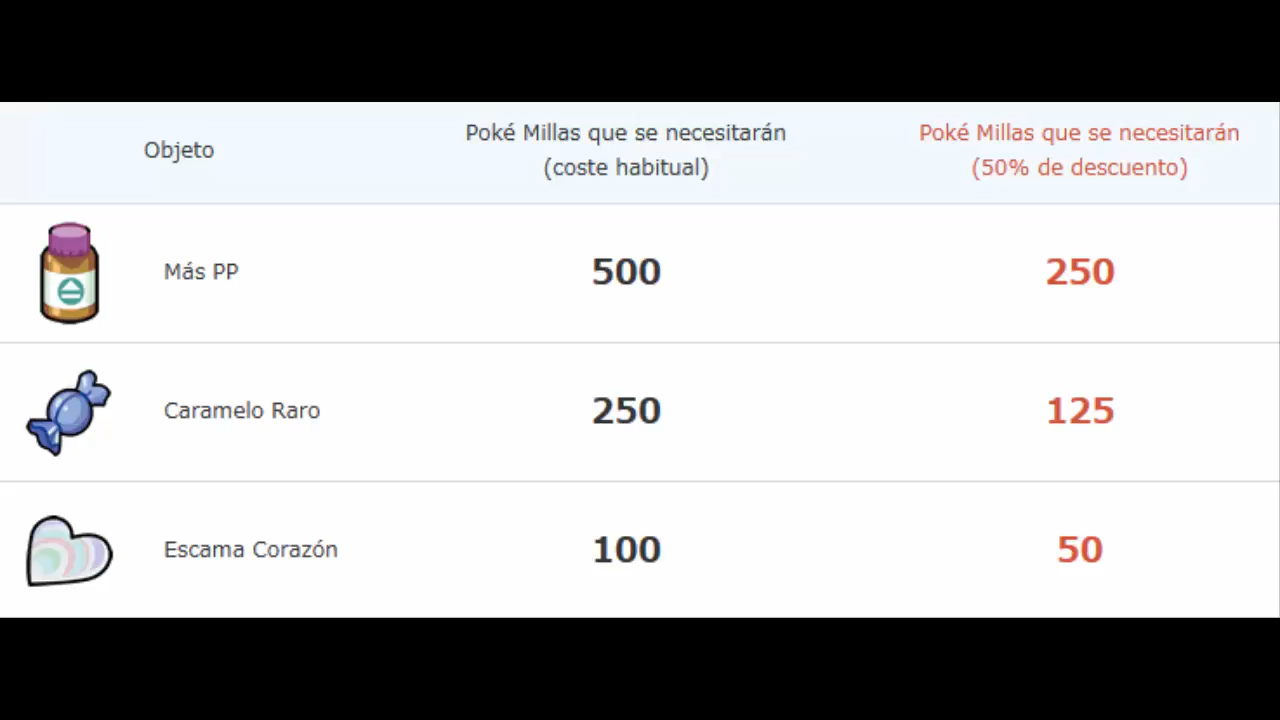 Objeto
Poké Millas que se necesitarán
(coste habitual)
Poké Millas que se necesitarán
(50% de descuento)
Más PP
500
250
Caramelo Raro
250
125
Escama Corazón
100
50